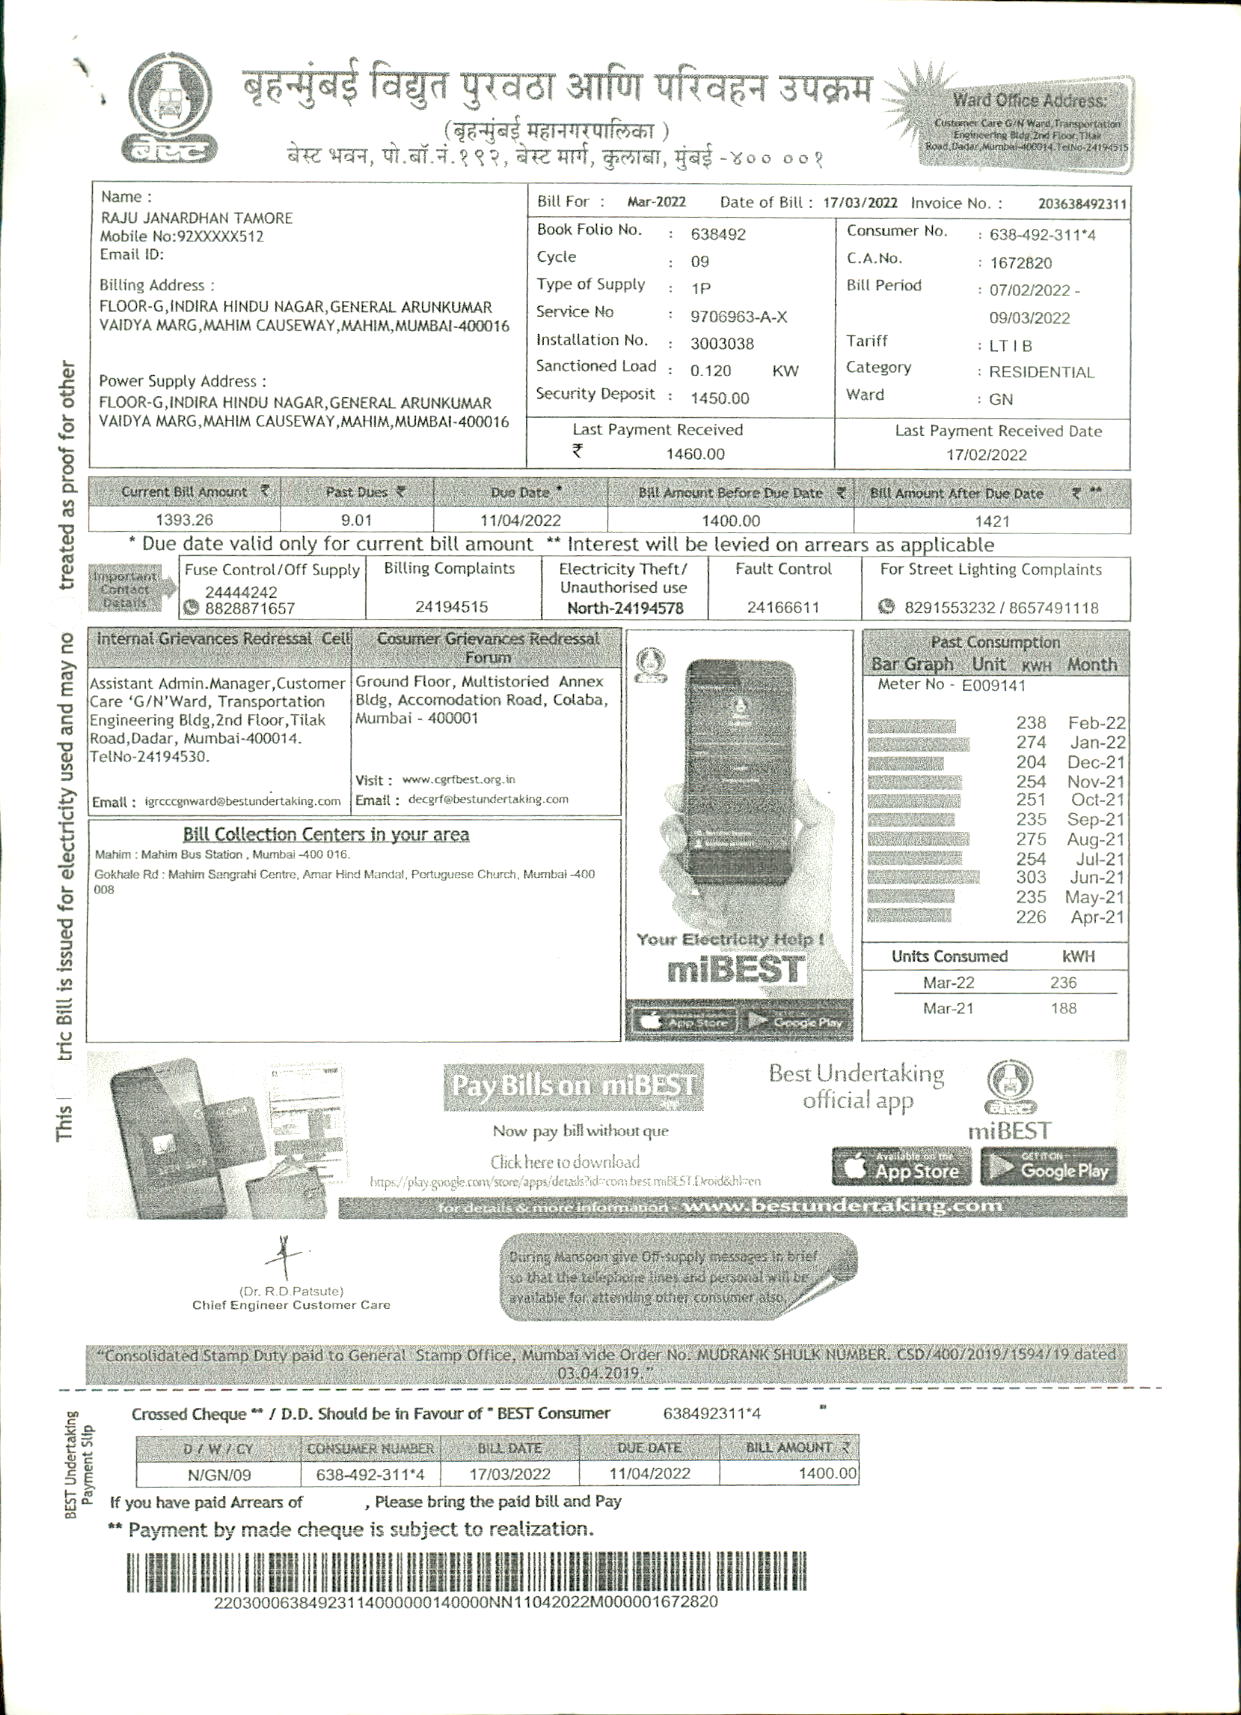 बृहन्मुंबई विद्युत पुरवठा आणि परिवहन उपक्रम
(बृहन्मुंबई महानगरपालिका)
बेस्ट भवन, पो.बॉ.नं.१९२, बेस्ट मार्ग, कुलाबा, मुंबई -४०० ००१
बेस्ट
Ward Office Address:
Customer Care G/N Ward,Transportation
Engineering Bldg,2nd Floor,Tilak
Road,Dadar,Mumbai-400014.TelNo-24194515
Name :
RAJU JANARDHAN TAMORE
Mobile No:92XXXXX512
Email ID:
Billing Address :
FLOOR-G,INDIRA HINDU NAGAR,GENERAL ARUNKUMAR
VAIDYA MARG,MAHIM CAUSEWAY,MAHIM,MUMBAI-400016
Power Supply Address :
FLOOR-G,INDIRA HINDU NAGAR,GENERAL ARUNKUMAR
VAIDYA MARG,MAHIM CAUSEWAY,MAHIM,MUMBAI-400016
Bill For : Mar-2022 Date of Bill : 17/03/2022 Invoice No. : 203638492311
Book Folio No. : 638492
Cycle : 09
Type of Supply : 1P
Service No : 9706963-A-X
Installation No. : 3003038
Sanctioned Load : 0.120 KW
Security Deposit : 1450.00
Consumer No. : 638-492-311*4
C.A.No. : 1672820
Bill Period : 07/02/2022 -
09/03/2022
Tariff : LT I B
Category : RESIDENTIAL
Ward : GN
Last Payment Received
₹ 1460.00
Last Payment Received Date
17/02/2022
Current Bill Amount ₹ Past Dues ₹ Due Date * Bill Amount Before Due Date ₹ Bill Amount After Due Date ₹ **
1393.26 9.01 11/04/2022 1400.00 1421
* Due date valid only for current bill amount ** Interest will be levied on arrears as applicable
Important
Contact
Details
Fuse Control/Off Supply
24444242
8828871657
Billing Complaints
24194515
Electricity Theft/
Unauthorised use
North-24194578
Fault Control
24166611
For Street Lighting Complaints
8291553232 / 8657491118
Internal Grievances Redressal Cell
Assistant Admin.Manager,Customer
Care 'G/N'Ward, Transportation
Engineering Bldg,2nd Floor,Tilak
Road,Dadar, Mumbai-400014.
TelNo-24194530.
Email : igrcccgnward@bestundertaking.com
Cosumer Grievances Redressal
Forum
Ground Floor, Multistoried Annex
Bldg, Accomodation Road, Colaba,
Mumbai - 400001
Visit : www.cgrfbest.org.in
Email : decgrf@bestundertaking.com
Bill Collection Centers in your area
Mahim : Mahim Bus Station , Mumbai -400 016.
Gokhale Rd : Mahim Sangrahi Centre, Amar Hind Mandal, Portuguese Church, Mumbai -400
008
Your Electricity Help !
miBEST
App Store Google Play
Past Consumption
Bar Graph Unit KWH Month
Meter No - E009141
238 Feb-22
274 Jan-22
204 Dec-21
254 Nov-21
251 Oct-21
235 Sep-21
275 Aug-21
254 Jul-21
303 Jun-21
235 May-21
226 Apr-21
Units Consumed kWH
Mar-22 236
Mar-21 188
This tric Bill is issued for electricity used and may no treated as proof for other
Pay Bills on miBEST
Now pay bill without que
Click here to download
https://play.google.com/store/apps/details?id=com.best.miBEST.Droid&hl=en
Best Undertaking
official app
miBEST
Available on the
App Store
GET IT ON
Google Play
for details & more information - www.bestundertaking.com
(Dr. R.D.Patsute)
Chief Engineer Customer Care
During Mansoon give Off-supply messages in brief
so that the telephone lines and personal will be
available for attending other consumer also.
"Consolidated Stamp Duty paid to General Stamp Office, Mumbai vide Order No. MUDRANK SHULK NUMBER. CSD/400/2019/1594/19 dated
03.04.2019."
BEST Undertaking
Payment Slip
Crossed Cheque ** / D.D. Should be in Favour of " BEST Consumer 638492311*4 "
D / W / CY CONSUMER NUMBER BILL DATE DUE DATE BILL AMOUNT ₹
N/GN/09 638-492-311*4 17/03/2022 11/04/2022 1400.00
If you have paid Arrears of , Please bring the paid bill and Pay
** Payment by made cheque is subject to realization.
2203000638492311400000014​0000NN11042022M000001672820